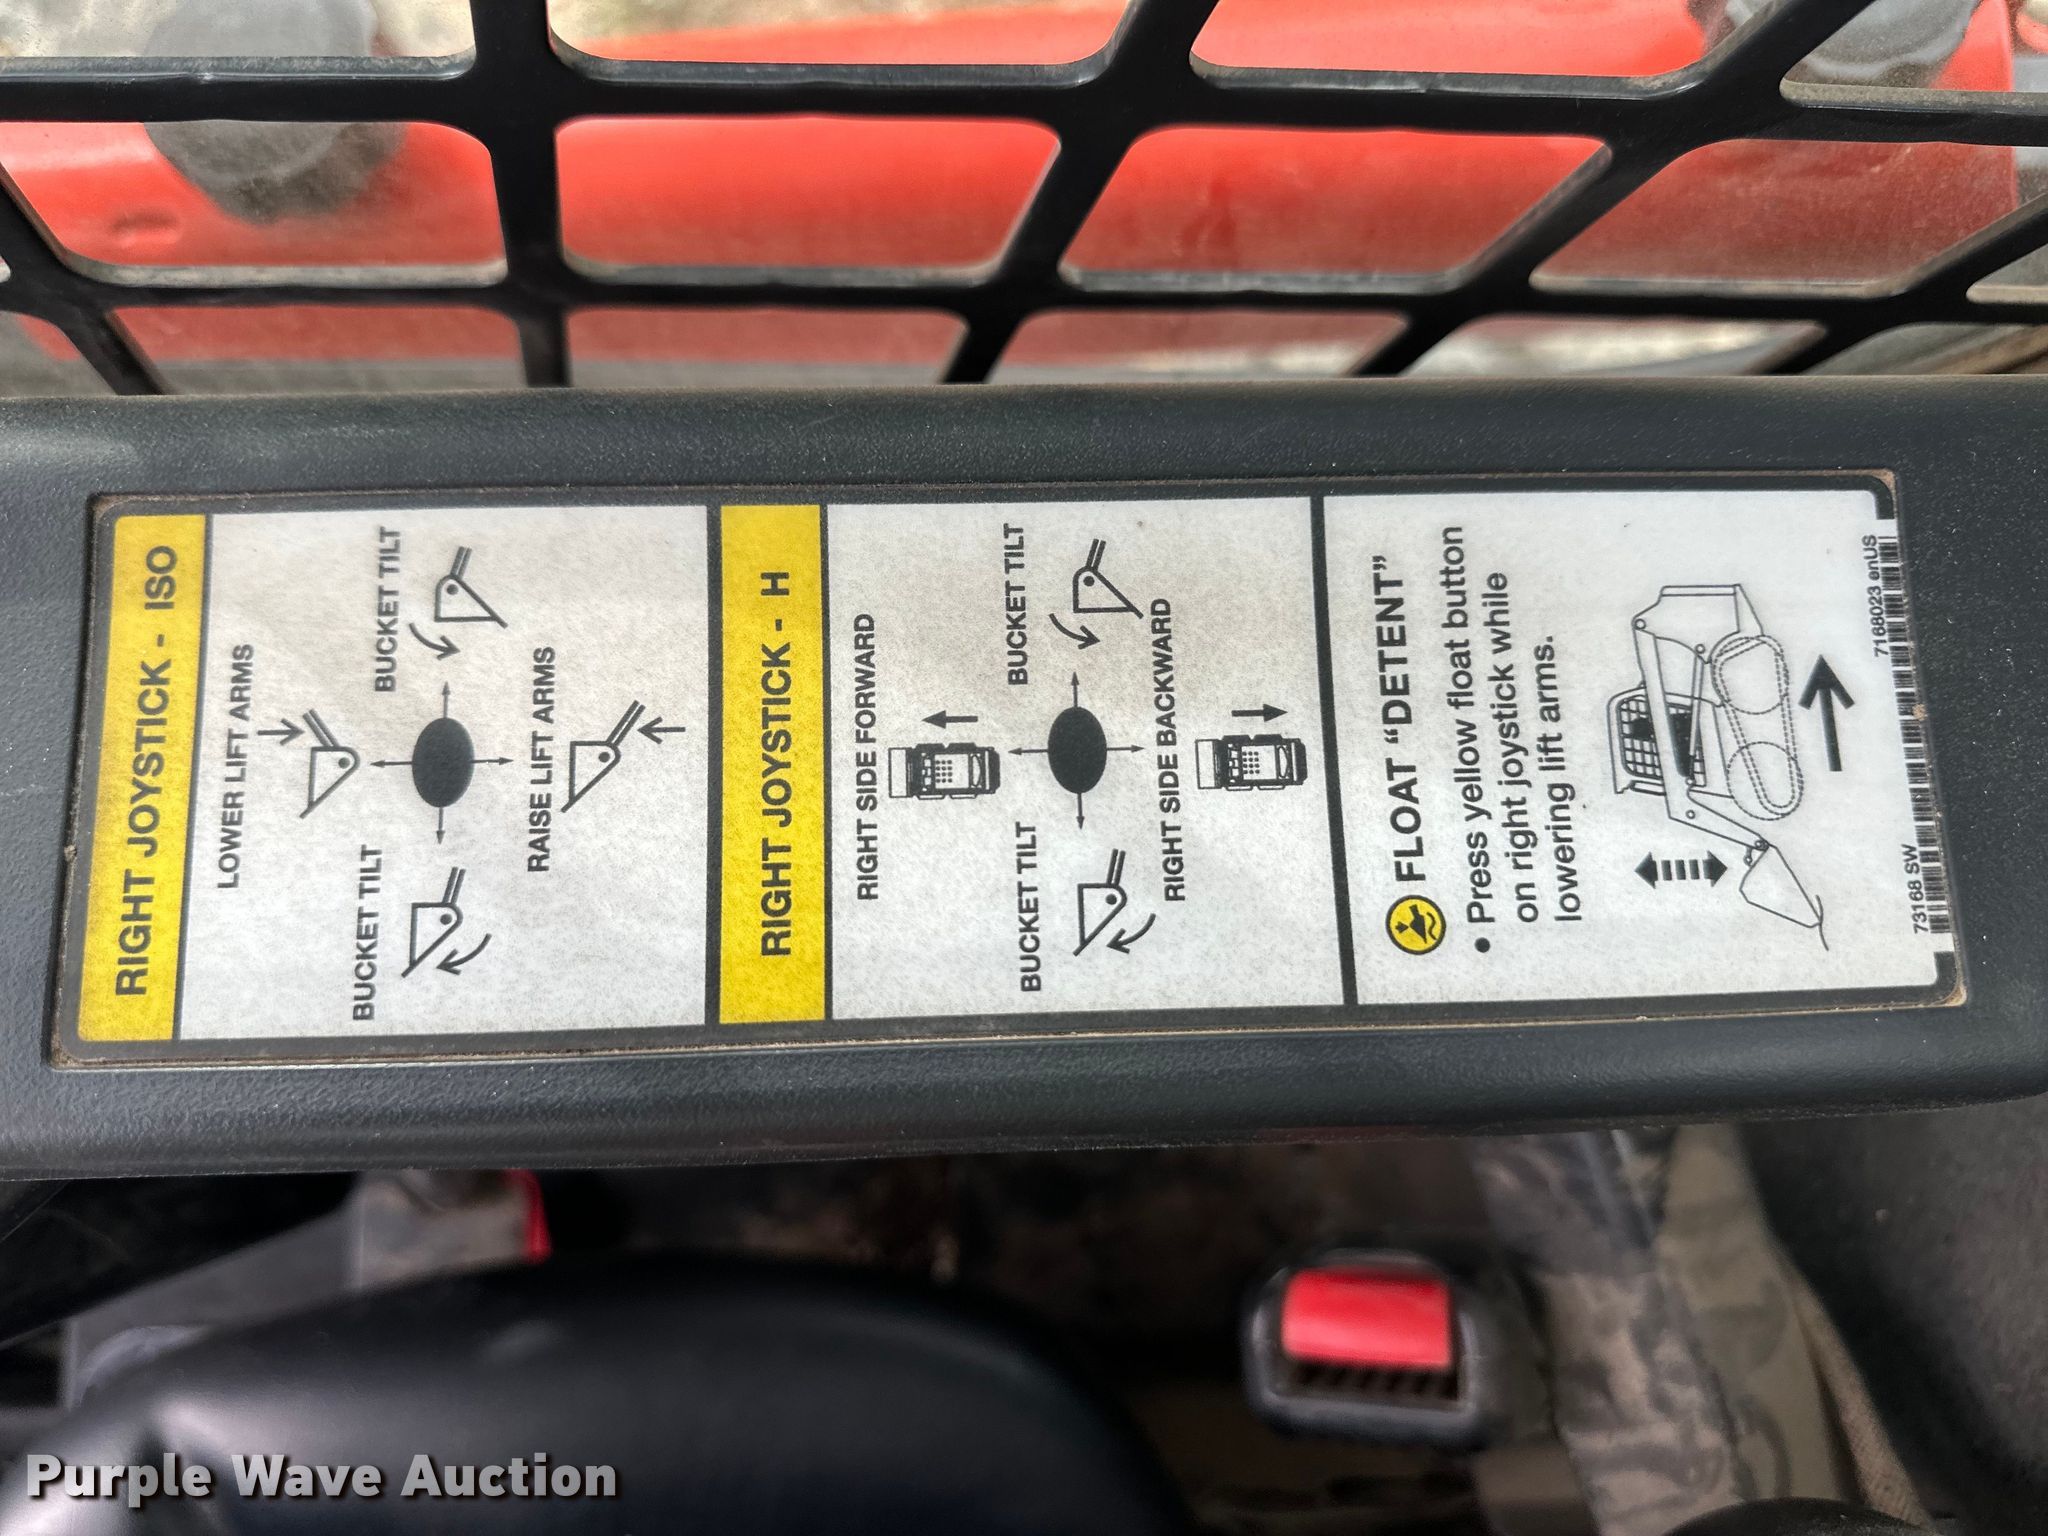 RIGHT JOYSTICK - ISO
LOWER LIFT ARMS
BUCKET TILT
BUCKET TILT
RAISE LIFT ARMS
RIGHT JOYSTICK - H
RIGHT SIDE FORWARD
BUCKET TILT
BUCKET TILT
RIGHT SIDE BACKWARD
FLOAT “DETENT”
• Press yellow float button
on right joystick while
lowering lift arms.
73168 SW
7168023 enUS
Purple Wave Auction